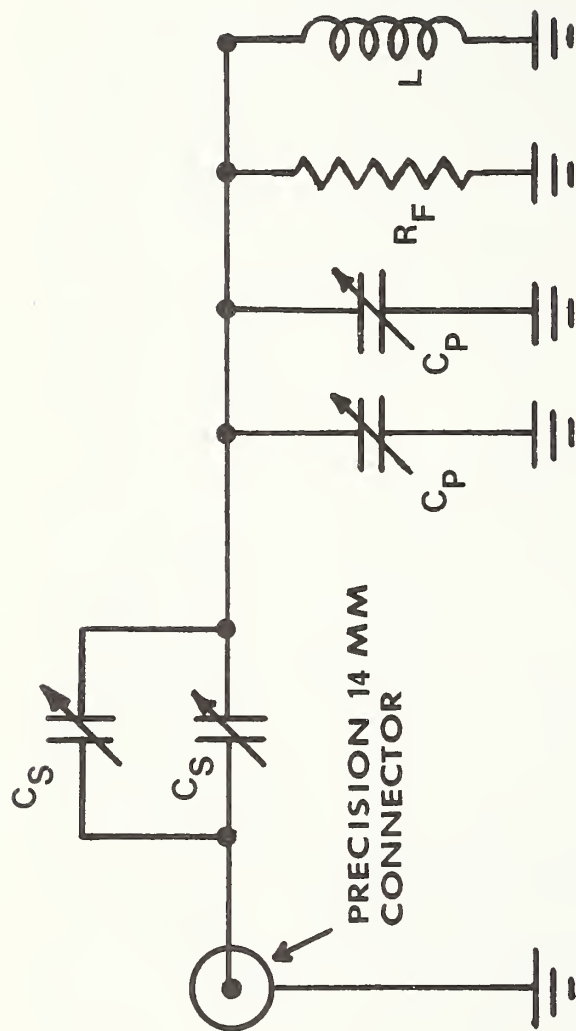 C_S
C_S
PRECISION 14 MM
CONNECTOR
C_P
C_P
R_F
L